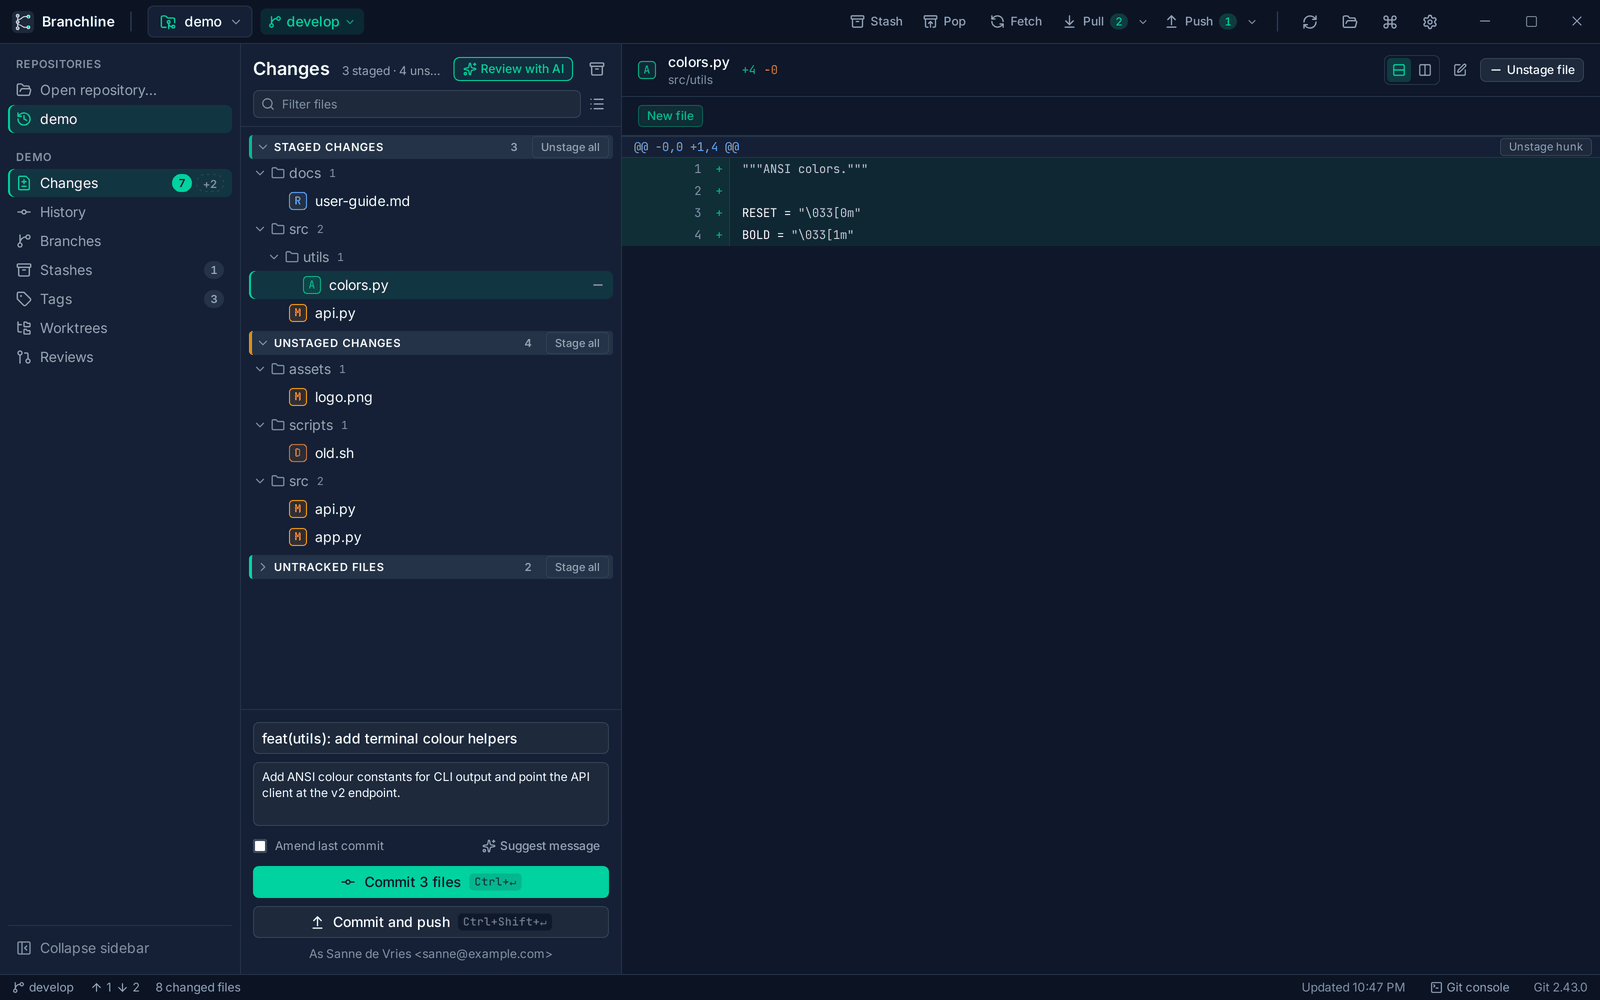 Branchline
demo
develop
Stash
Pop
Fetch
Pull 2
Push 1
REPOSITORIES
Open repository...
demo
DEMO
Changes 7 +2
History
Branches
Stashes 1
Tags 3
Worktrees
Reviews
Collapse sidebar
Changes 3 staged · 4 uns... Review with AI
Filter files
STAGED CHANGES 3 Unstage all
docs 1
R user-guide.md
src 2
utils 1
A colors.py
M api.py
UNSTAGED CHANGES 4 Stage all
assets 1
M logo.png
scripts 1
D old.sh
src 2
M api.py
M app.py
UNTRACKED FILES 2 Stage all
feat(utils): add terminal colour helpers
Add ANSI colour constants for CLI output and point the API
client at the v2 endpoint.
Amend last commit Suggest message
Commit 3 files Ctrl+↵
Commit and push Ctrl+Shift+↵
As Sanne de Vries <sanne@example.com>
A colors.py +4 -0
src/utils
Unstage file
New file
@@ -0,0 +1,4 @@ Unstage hunk
1 + """ANSI colors."""
2 +
3 + RESET = "\033[0m"
4 + BOLD = "\033[1m"
develop ↑ 1 ↓ 2 8 changed files
Updated 10:47 PM Git console Git 2.43.0